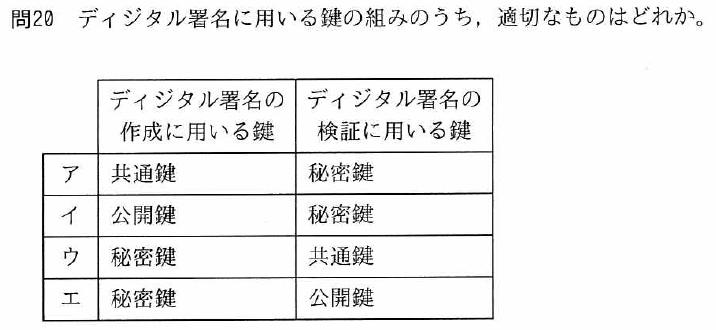 問20　ディジタル署名に用いる鍵の組みのうち，適切なものはどれか。
ディジタル署名の作成に用いる鍵　ディジタル署名の検証に用いる鍵
ア　共通鍵　秘密鍵
イ　公開鍵　秘密鍵
ウ　秘密鍵　共通鍵
エ　秘密鍵　公開鍵